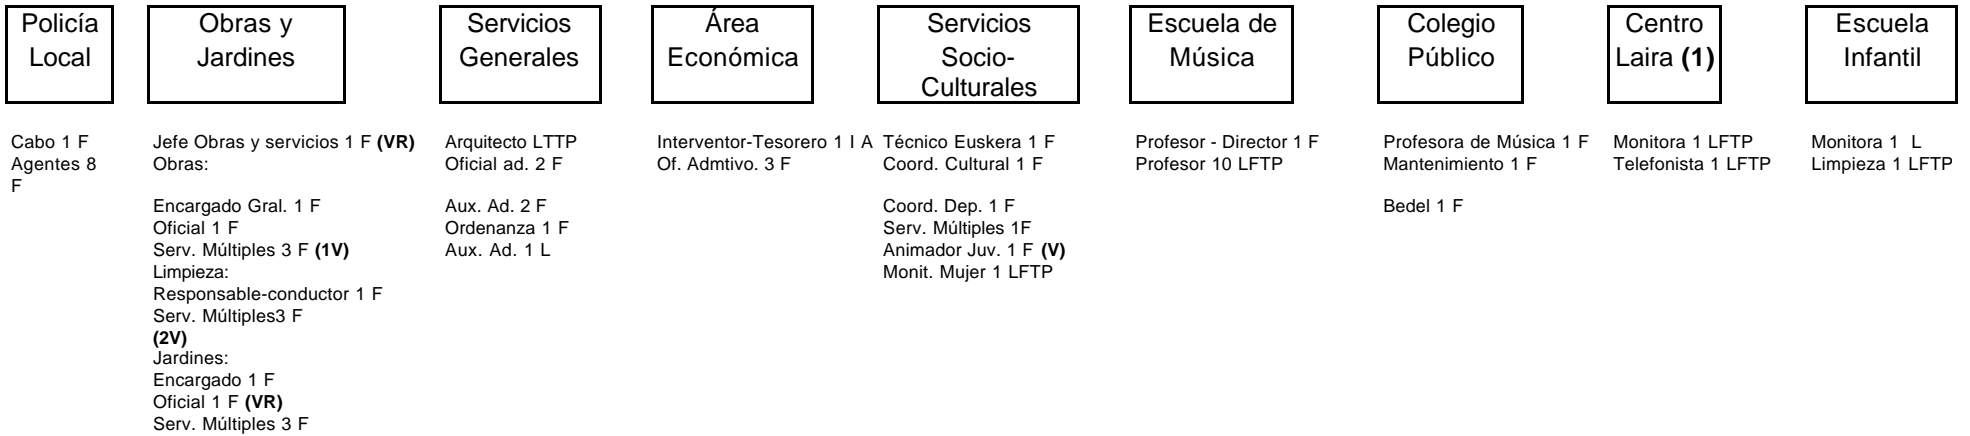 Policía
Local
Obras y
Jardines
Servicios
Generales
Área
Económica
Servicios
Socio-
Culturales
Escuela de
Música
Colegio
Público
Centro
Laira (1)
Escuela
Infantil
Cabo 1 F
Agentes 8
F
Jefe Obras y servicios 1 F (VR)
Obras:
Encargado Gral. 1 F
Oficial 1 F
Serv. Múltiples 3 F (1V)
Limpieza:
Responsable-conductor 1 F
Serv. Múltiples3 F
(2V)
Jardines:
Encargado 1 F
Oficial 1 F (VR)
Serv. Múltiples 3 F
Arquitecto LTTP
Oficial ad. 2 F
Aux. Ad. 2 F
Ordenanza 1 F
Aux. Ad. 1 L
Interventor-Tesorero 1 I A
Of. Admtivo. 3 F
Técnico Euskera 1 F
Coord. Cultural 1 F
Coord. Dep. 1 F
Serv. Múltiples 1F
Animador Juv. 1 F (V)
Monit. Mujer 1 LFTP
Profesor - Director 1 F
Profesor 10 LFTP
Profesora de Música 1 F
Mantenimiento 1 F
Bedel 1 F
Monitora 1 LFTP
Telefonista 1 LFTP
Monitora 1 L
Limpieza 1 LFTP